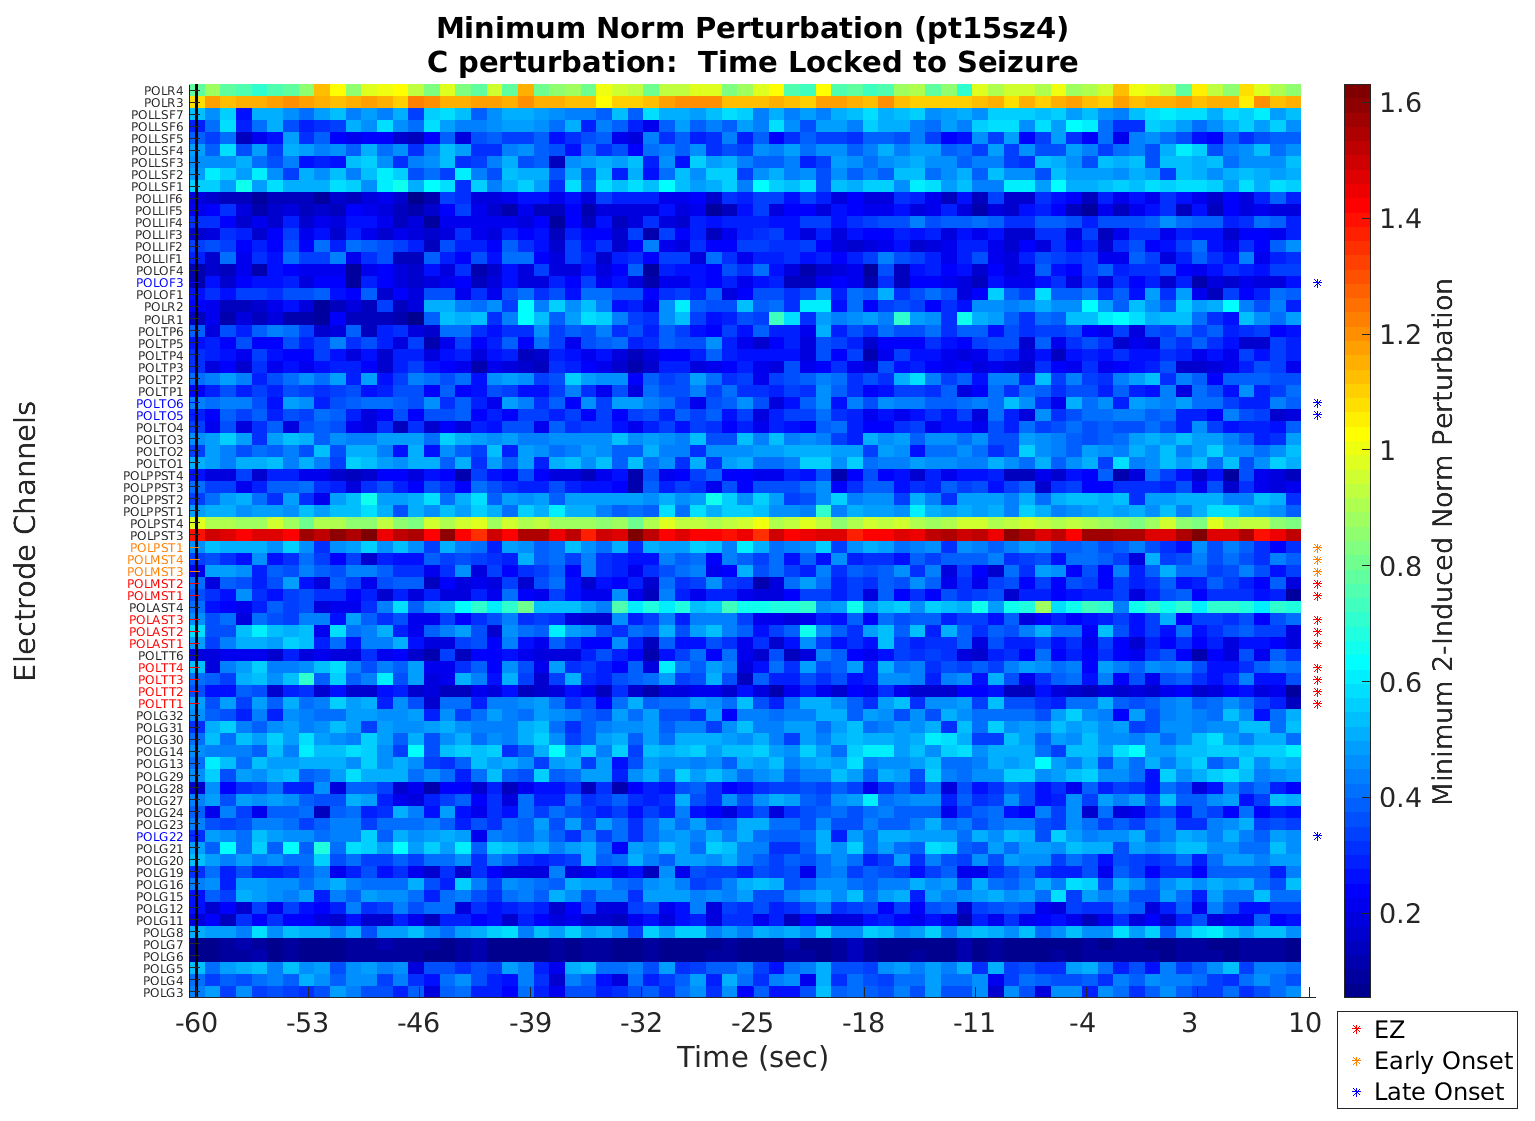 Minimum Norm Perturbation (pt15sz4)
C perturbation:  Time Locked to Seizure
Electrode Channels
POLR4
POLR3
POLLSF7
POLLSF6
POLLSF5
POLLSF4
POLLSF3
POLLSF2
POLLSF1
POLLIF6
POLLIF5
POLLIF4
POLLIF3
POLLIF2
POLLIF1
POLOF4
POLOF3
POLOF1
POLR2
POLR1
POLTP6
POLTP5
POLTP4
POLTP3
POLTP2
POLTP1
POLTO6
POLTO5
POLTO4
POLTO3
POLTO2
POLTO1
POLPPST4
POLPPST3
POLPPST2
POLPPST1
POLPST4
POLPST3
POLPST1
POLMST4
POLMST3
POLMST2
POLMST1
POLAST4
POLAST3
POLAST2
POLAST1
POLTT6
POLTT4
POLTT3
POLTT2
POLTT1
POLG32
POLG31
POLG30
POLG14
POLG13
POLG29
POLG28
POLG27
POLG24
POLG23
POLG22
POLG21
POLG20
POLG19
POLG16
POLG15
POLG12
POLG11
POLG8
POLG7
POLG6
POLG5
POLG4
POLG3
-60 -53 -46 -39 -32 -25 -18 -11 -4 3 10
Time (sec)
1.6
1.4
1.2
1
0.8
0.6
0.4
0.2
Minimum 2-Induced Norm Perturbation
EZ
Early Onset
Late Onset